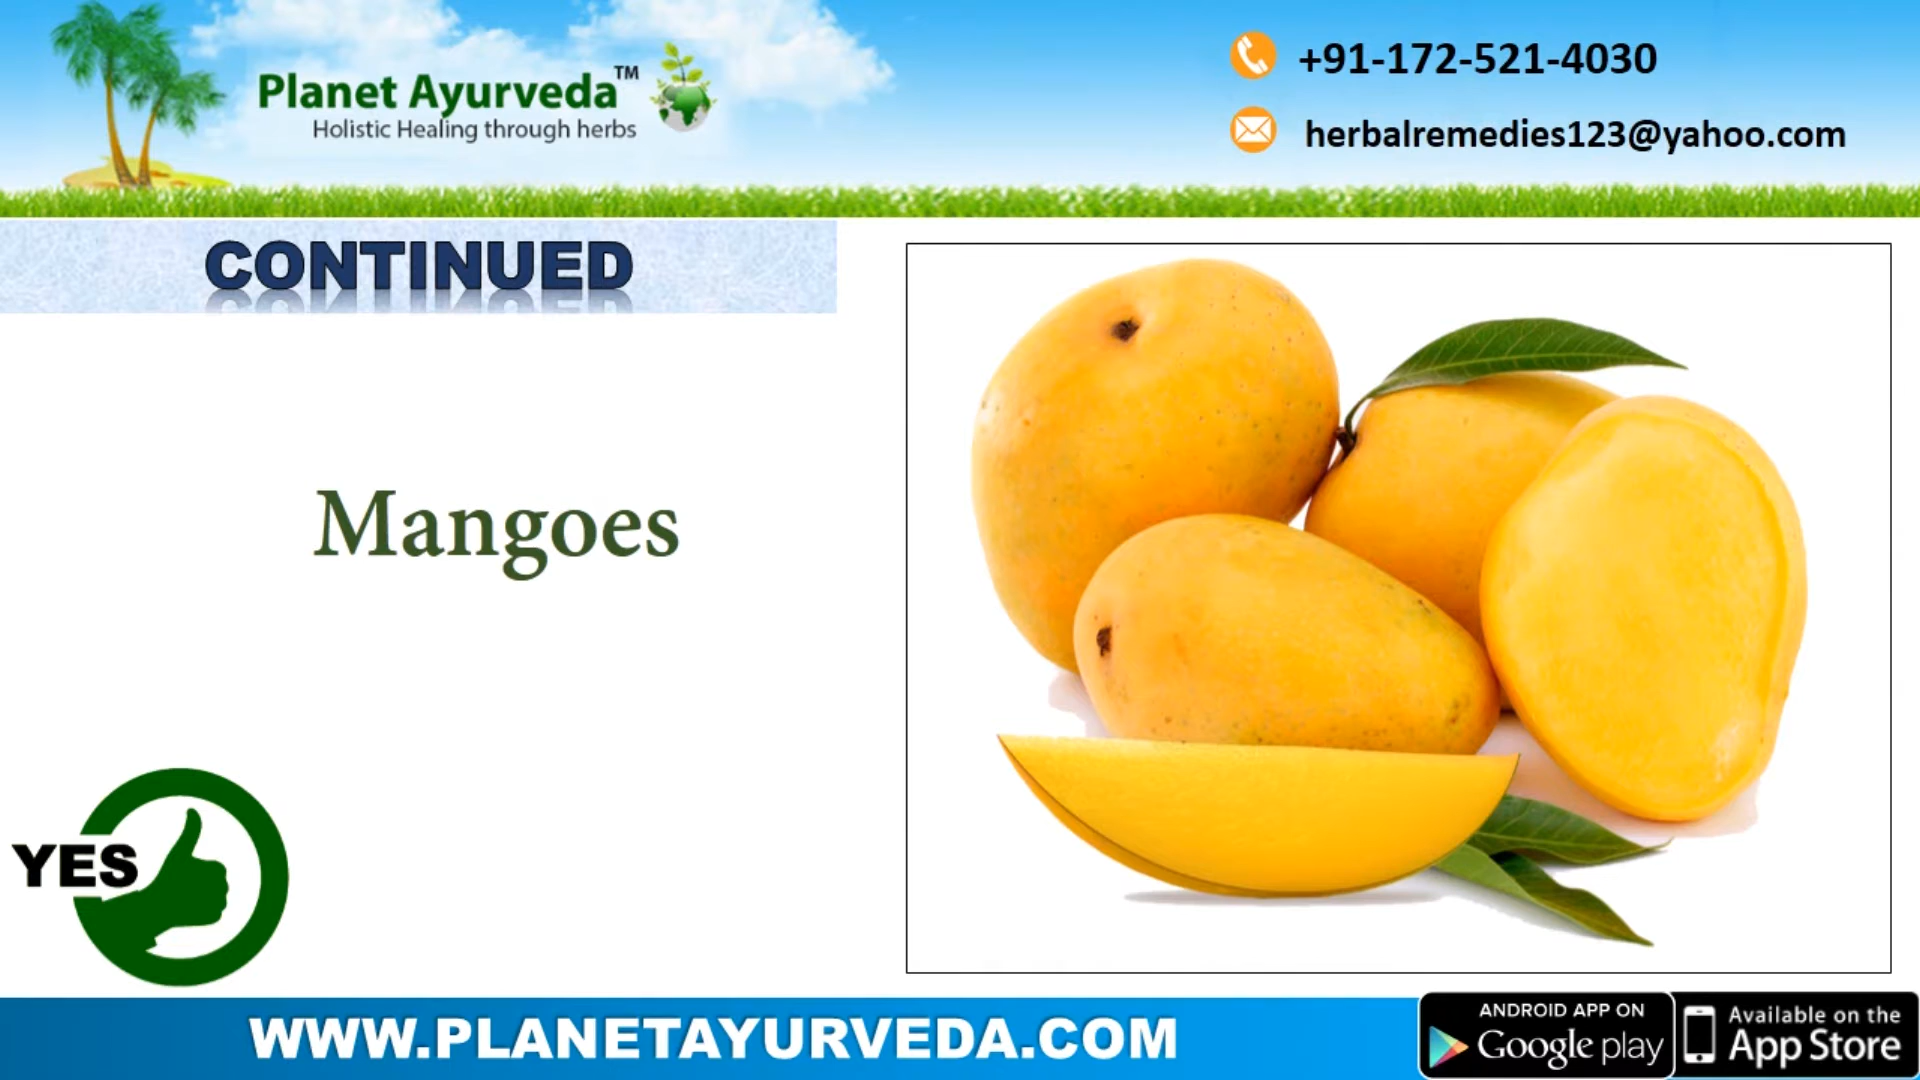 Planet Ayurveda™
Holistic Healing through herbs
+91-172-521-4030
herbalremedies123@yahoo.com
CONTINUED
Mangoes
YES
WWW.PLANETAYURVEDA.COM
ANDROID APP ON
Google play
Available on the
App Store